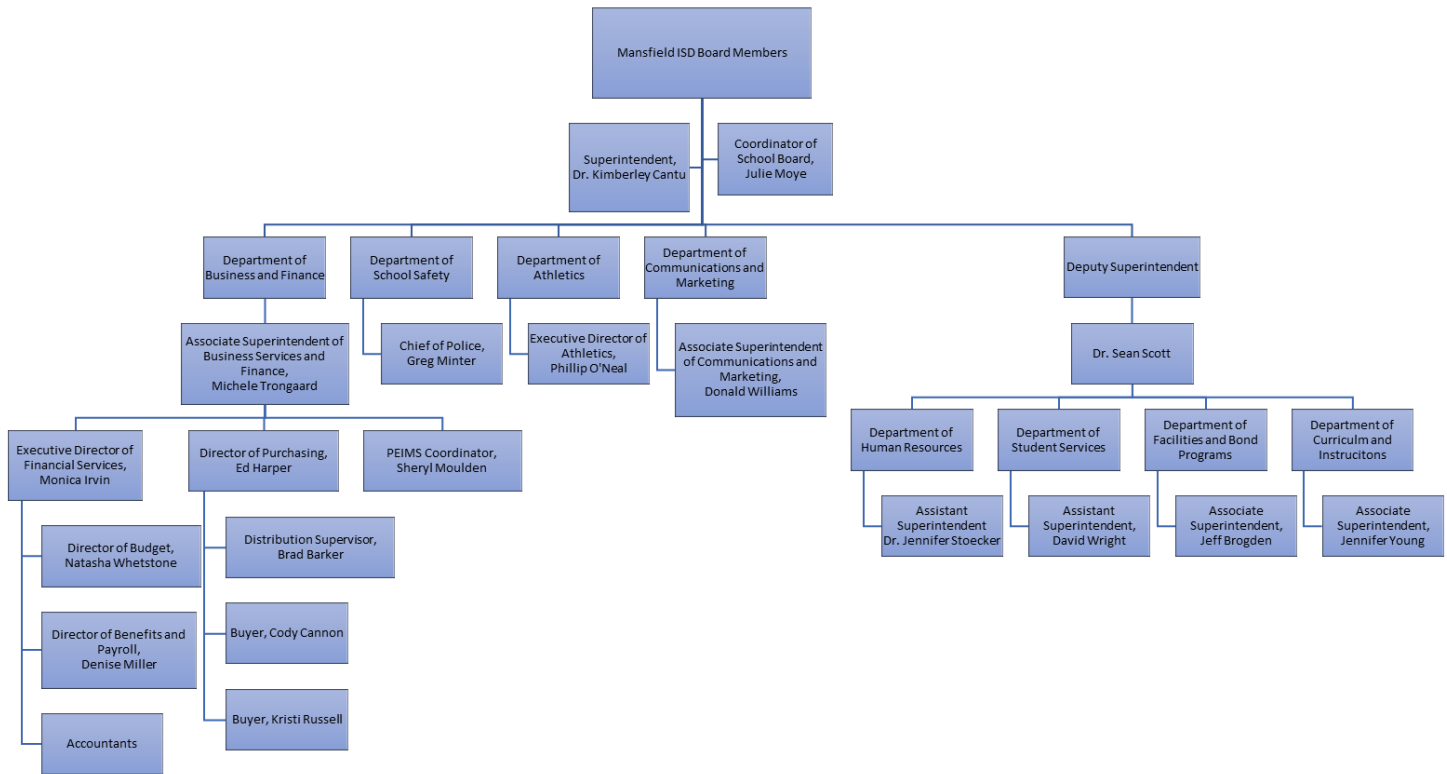 Mansfield ISD Board Members
Superintendent,
Dr. Kimberley Cantu
Coordinator of
School Board,
Julie Moye
Department of
Business and Finance
Department of
School Safety
Department of
Athletics
Department of
Communications and
Marketing
Deputy Superintendent
Associate Superintendent of
Business Services and
Finance,
Michele Trongaard
Chief of Police,
Greg Minter
Executive Director of
Athletics,
Phillip O'Neal
Associate Superintendent
of Communications and
Marketing,
Donald Williams
Dr. Sean Scott
Executive Director of
Financial Services,
Monica Irvin
Director of Purchasing,
Ed Harper
PEIMS Coordinator,
Sheryl Moulden
Department of
Human Resources
Department of
Student Services
Department of
Facilities and Bond
Programs
Department of
Curriculm and
Instrucitons
Assistant
Superintendent
Dr. Jennifer Stoecker
Assistant
Superintendent,
David Wright
Associate
Superintendent,
Jeff Brogden
Associate
Superintendent,
Jennifer Young
Director of Budget,
Natasha Whetstone
Distribution Supervisor,
Brad Barker
Director of Benefits and
Payroll,
Denise Miller
Buyer, Cody Cannon
Accountants
Buyer, Kristi Russell